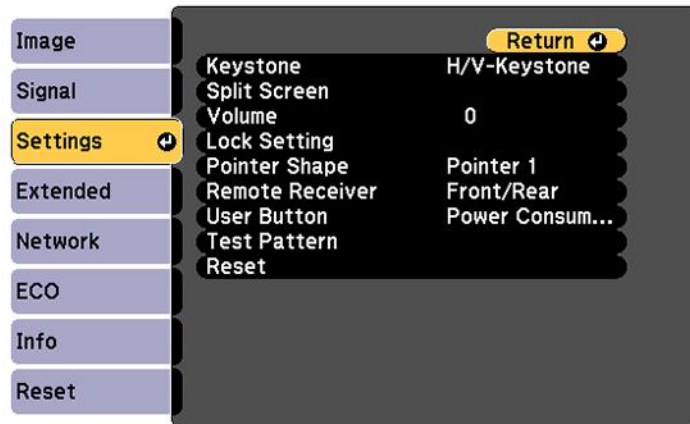 Image
Signal
Settings
Extended
Network
ECO
Info
Reset
Return
Keystone H/V-Keystone
Split Screen
Volume 0
Lock Setting
Pointer Shape Pointer 1
Remote Receiver Front/Rear
User Button Power Consum...
Test Pattern
Reset